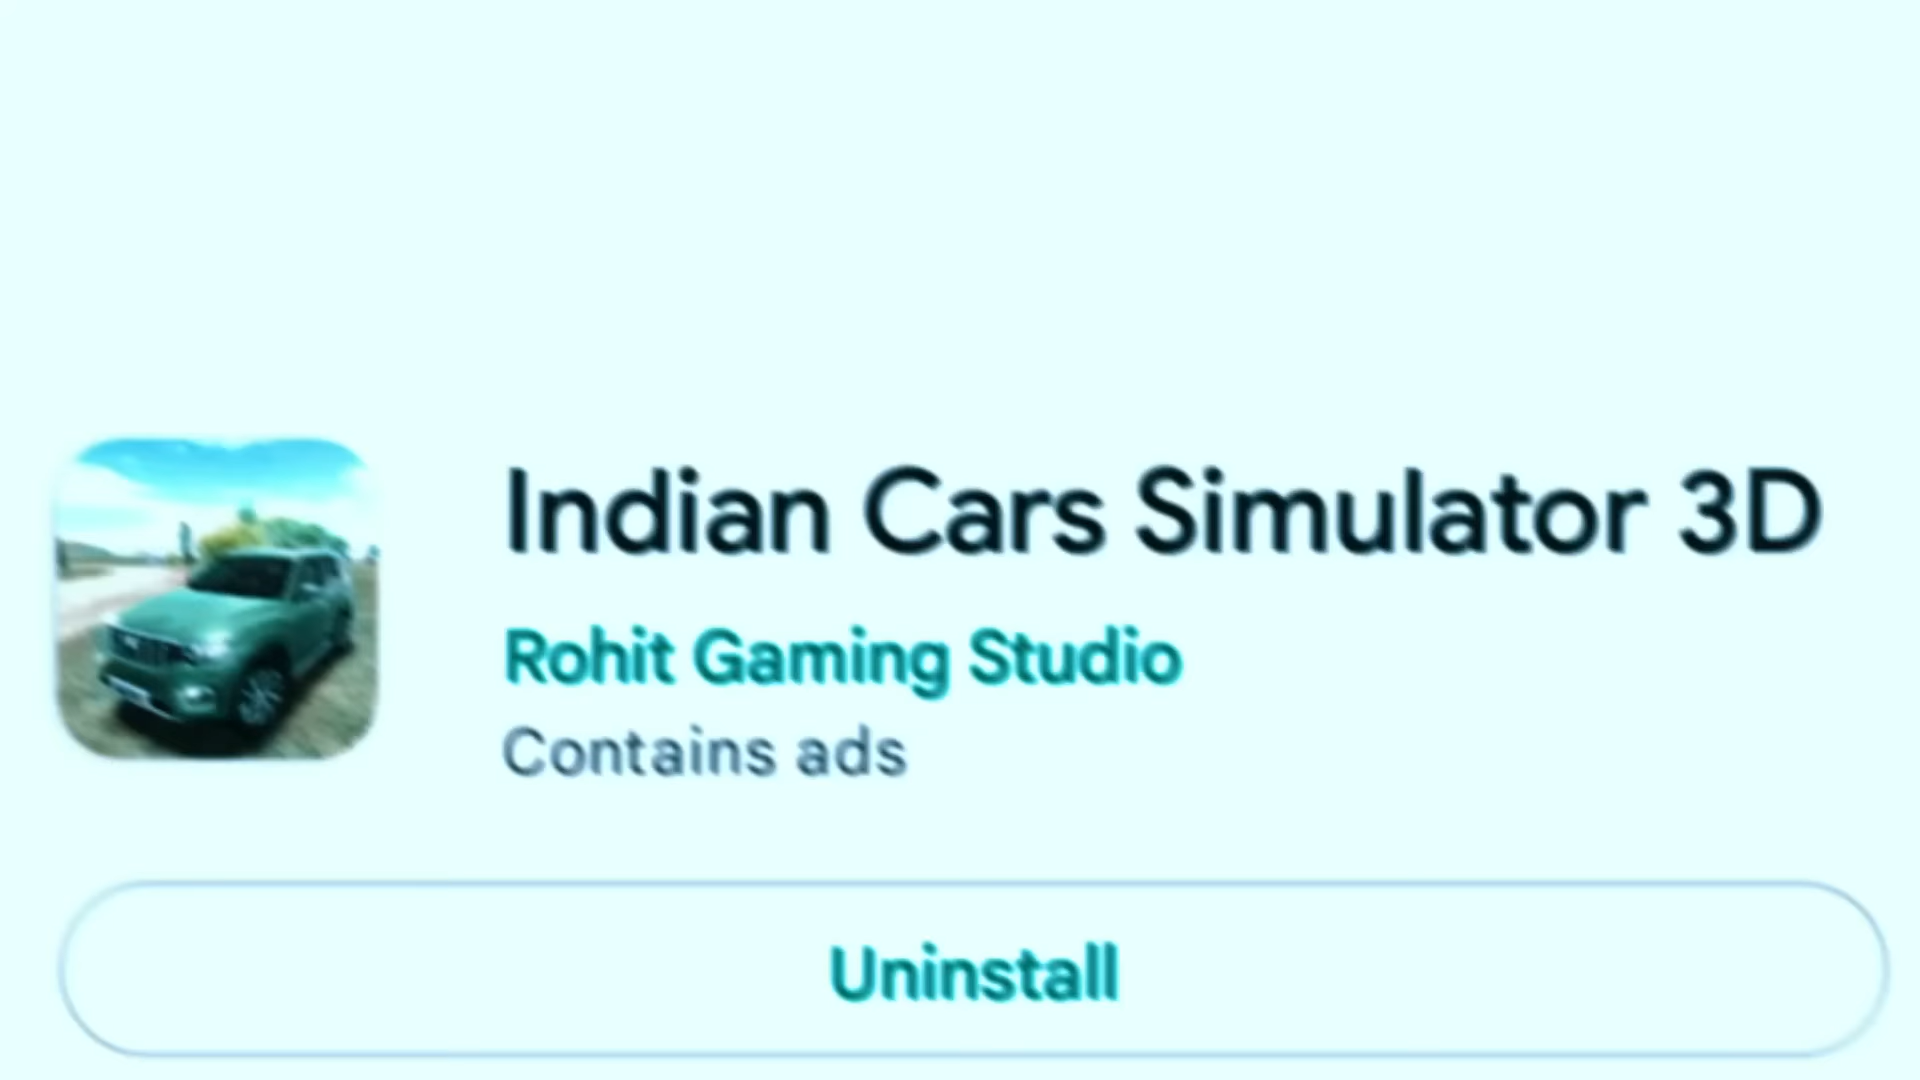 Indian Cars Simulator 3D
Rohit Gaming Studio
Contains ads
Uninstall